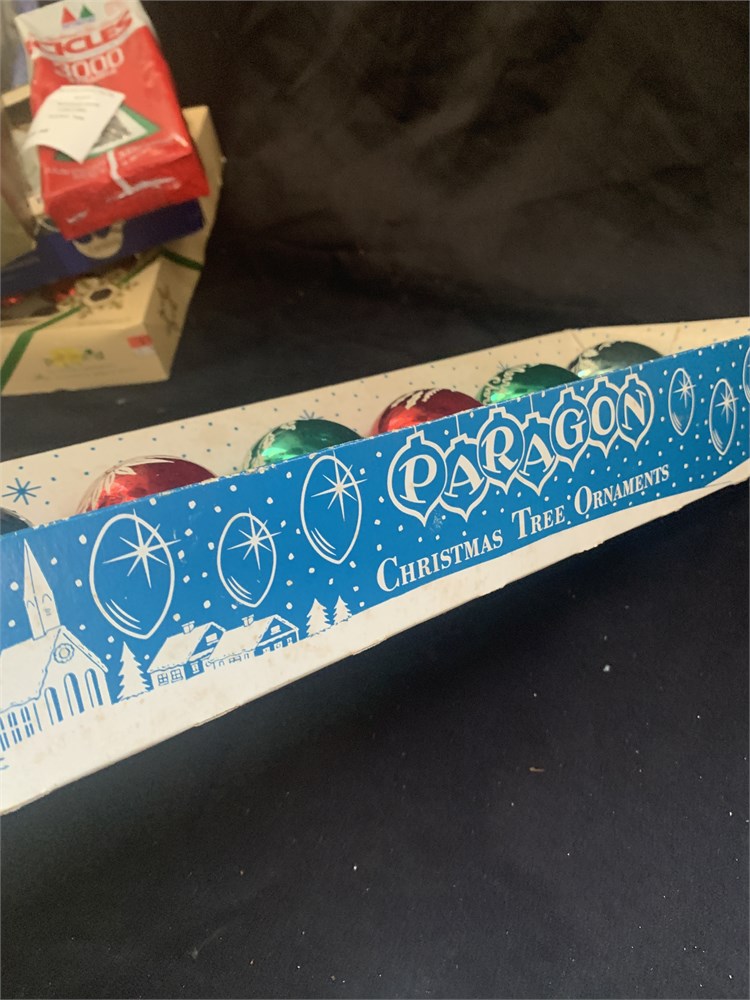 ICICLES
1000
PARAGON
CHRISTMAS TREE ORNAMENTS